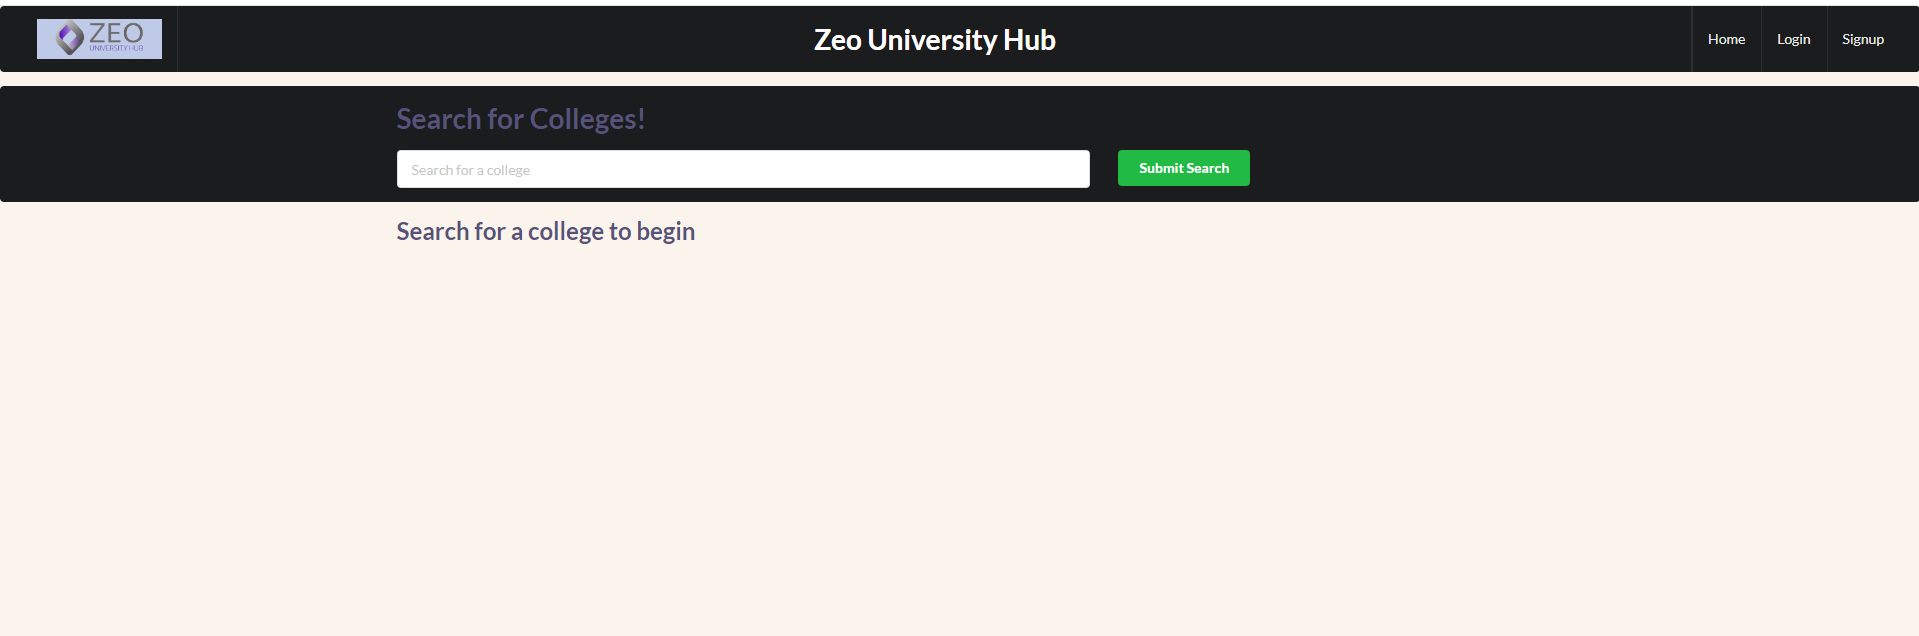 ZEO
UNIVERSITY HUB
Zeo University Hub
Home
Login
Signup
Search for Colleges!
Search for a college
Submit Search
Search for a college to begin